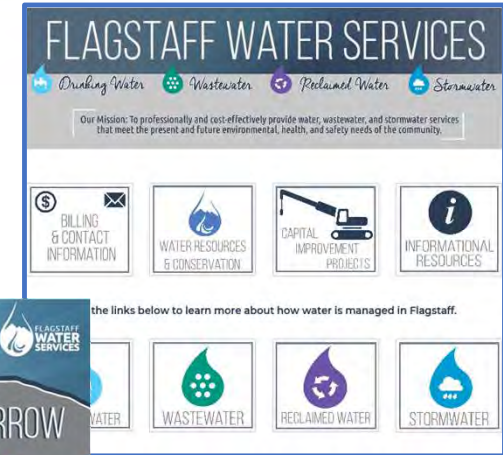 FLAGSTAFF WATER SERVICES
Drinking Water Wastewater Reclaimed Water Stormwater
Our Mission: To professionally and cost-effectively provide water, wastewater, and stormwater services
that meet the present and future environmental, health, and safety needs of the community.
$
BILLING
& CONTACT
INFORMATION
WATER RESOURCES
& CONSERVATION
CAPITAL
IMPROVEMENT
PROJECTS
i
INFORMATIONAL
RESOURCES
the links below to learn more about how water is managed in Flagstaff.
FLAGSTAFF
WATER
SERVICES
RROW
WATER
WASTEWATER
RECLAIMED WATER
STORMWATER